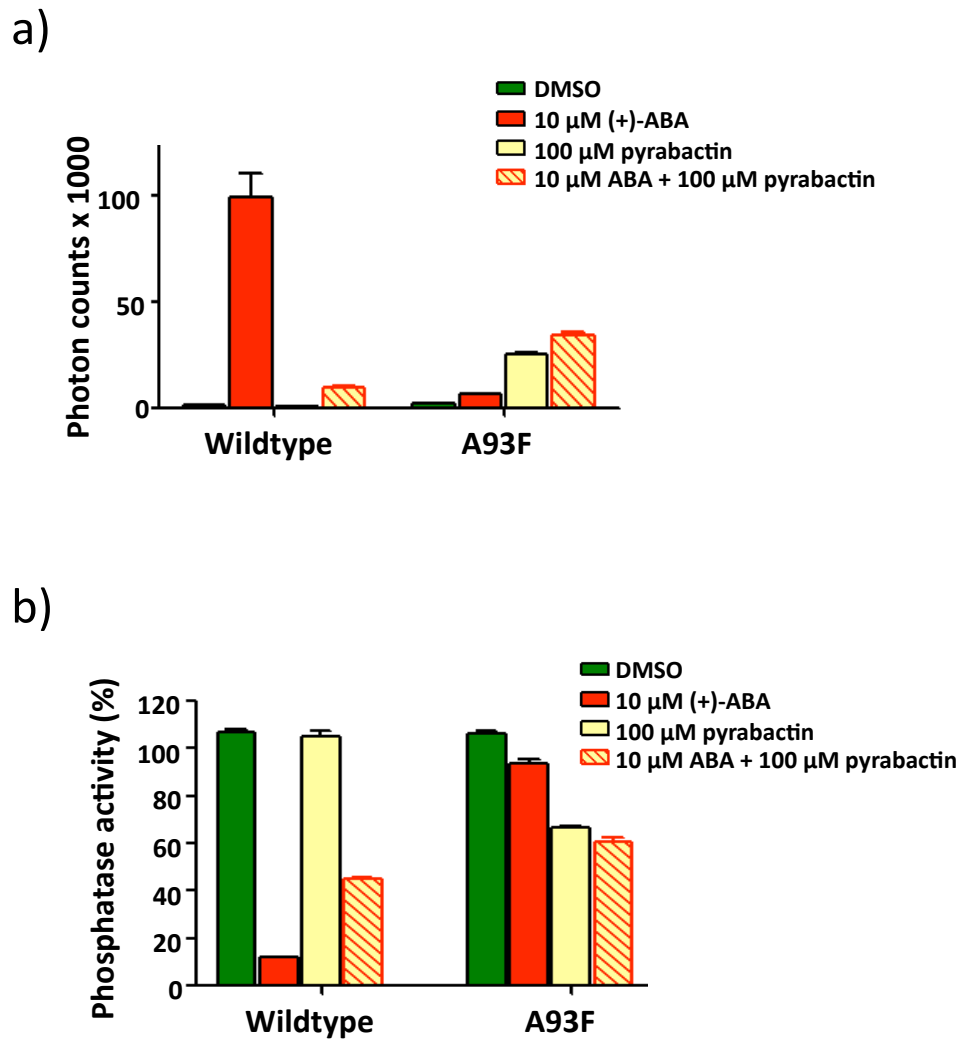 a)
DMSO
10 μM (+)-ABA
100 μM pyrabactin
10 μM ABA + 100 μM pyrabactin
Photon counts x 1000
100
50
0
Wildtype
A93F
b)
DMSO
10 μM (+)-ABA
100 μM pyrabactin
10 μM ABA + 100 μM pyrabactin
Phosphatase activity (%)
120
100
80
60
40
20
0
Wildtype
A93F